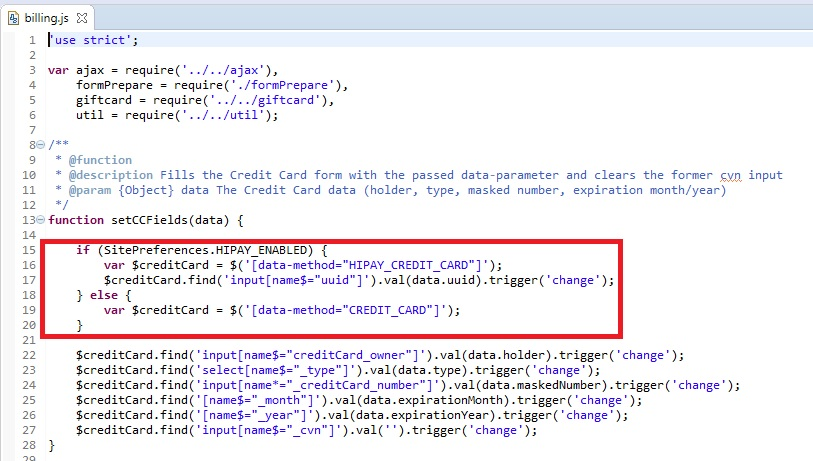 billing.js
1 'use strict';
2
3 var ajax = require('../../ajax'),
4     formPrepare = require('./formPrepare'),
5     giftcard = require('../../giftcard'),
6     util = require('../../util');
7
8 /**
9  * @function
10  * @description Fills the Credit Card form with the passed data-parameter and clears the former cvn input
11  * @param {Object} data The Credit Card data (holder, type, masked number, expiration month/year)
12  */
13 function setCCFields(data) {
14
15     if (SitePreferences.HIPAY_ENABLED) {
16         var $creditCard = $('[data-method="HIPAY_CREDIT_CARD"]');
17         $creditCard.find('input[name$="uuid"]').val(data.uuid).trigger('change');
18     } else {
19         var $creditCard = $('[data-method="CREDIT_CARD"]');
20     }
21
22     $creditCard.find('input[name$="creditCard_owner"]').val(data.holder).trigger('change');
23     $creditCard.find('select[name$="_type"]').val(data.type).trigger('change');
24     $creditCard.find('input[name*="_creditCard_number"]').val(data.maskedNumber).trigger('change');
25     $creditCard.find('[name$="_month"]').val(data.expirationMonth).trigger('change');
26     $creditCard.find('[name$="_year"]').val(data.expirationYear).trigger('change');
27     $creditCard.find('input[name$="_cvn"]').val('').trigger('change');
28 }
29